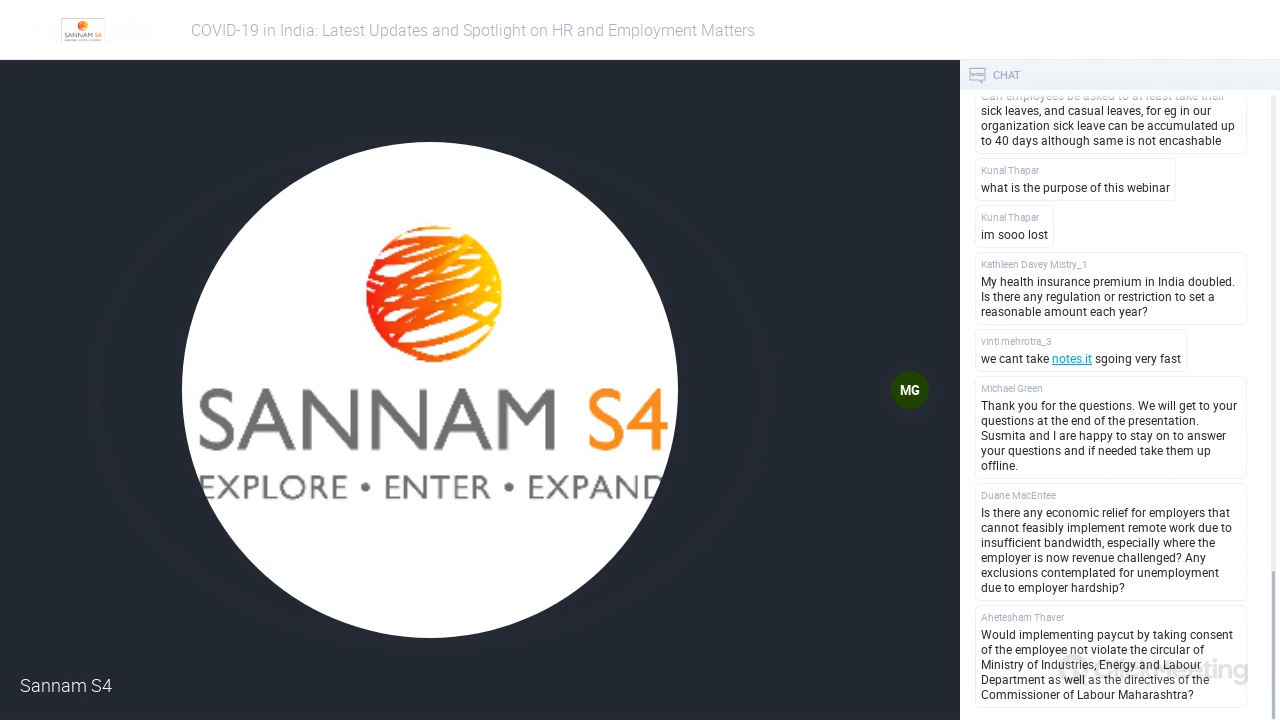 SANNAM S4
COVID-19 in India: Latest Updates and Spotlight on HR and Employment Matters
CHAT
Can employees be asked to at least take their
sick leaves, and casual leaves, for eg in our
organization sick leave can be accumulated up
to 40 days although same is not encashable
Kunal Thapar
what is the purpose of this webinar
Kunal Thapar
im sooo lost
Kathleen Davey Mistry_1
My health insurance premium in India doubled.
Is there any regulation or restriction to set a
reasonable amount each year?
vinti mehrotra_3
we cant take notes.it sgoing very fast
Michael Green
Thank you for the questions. We will get to your
questions at the end of the presentation.
Susmita and I are happy to stay on to answer
your questions and if needed take them up
offline.
Duane MacEntee
Is there any economic relief for employers that
cannot feasibly implement remote work due to
insufficient bandwidth, especially where the
employer is now revenue challenged? Any
exclusions contemplated for unemployment
due to employer hardship?
Ahetesham Thaver
Would implementing paycut by taking consent
of the employee not violate the circular of
Ministry of Industries, Energy and Labour
Department as well as the directives of the
Commissioner of Labour Maharashtra?
ClickMeeting
SANNAM S4
EXPLORE • ENTER • EXPAND
MG
Sannam S4